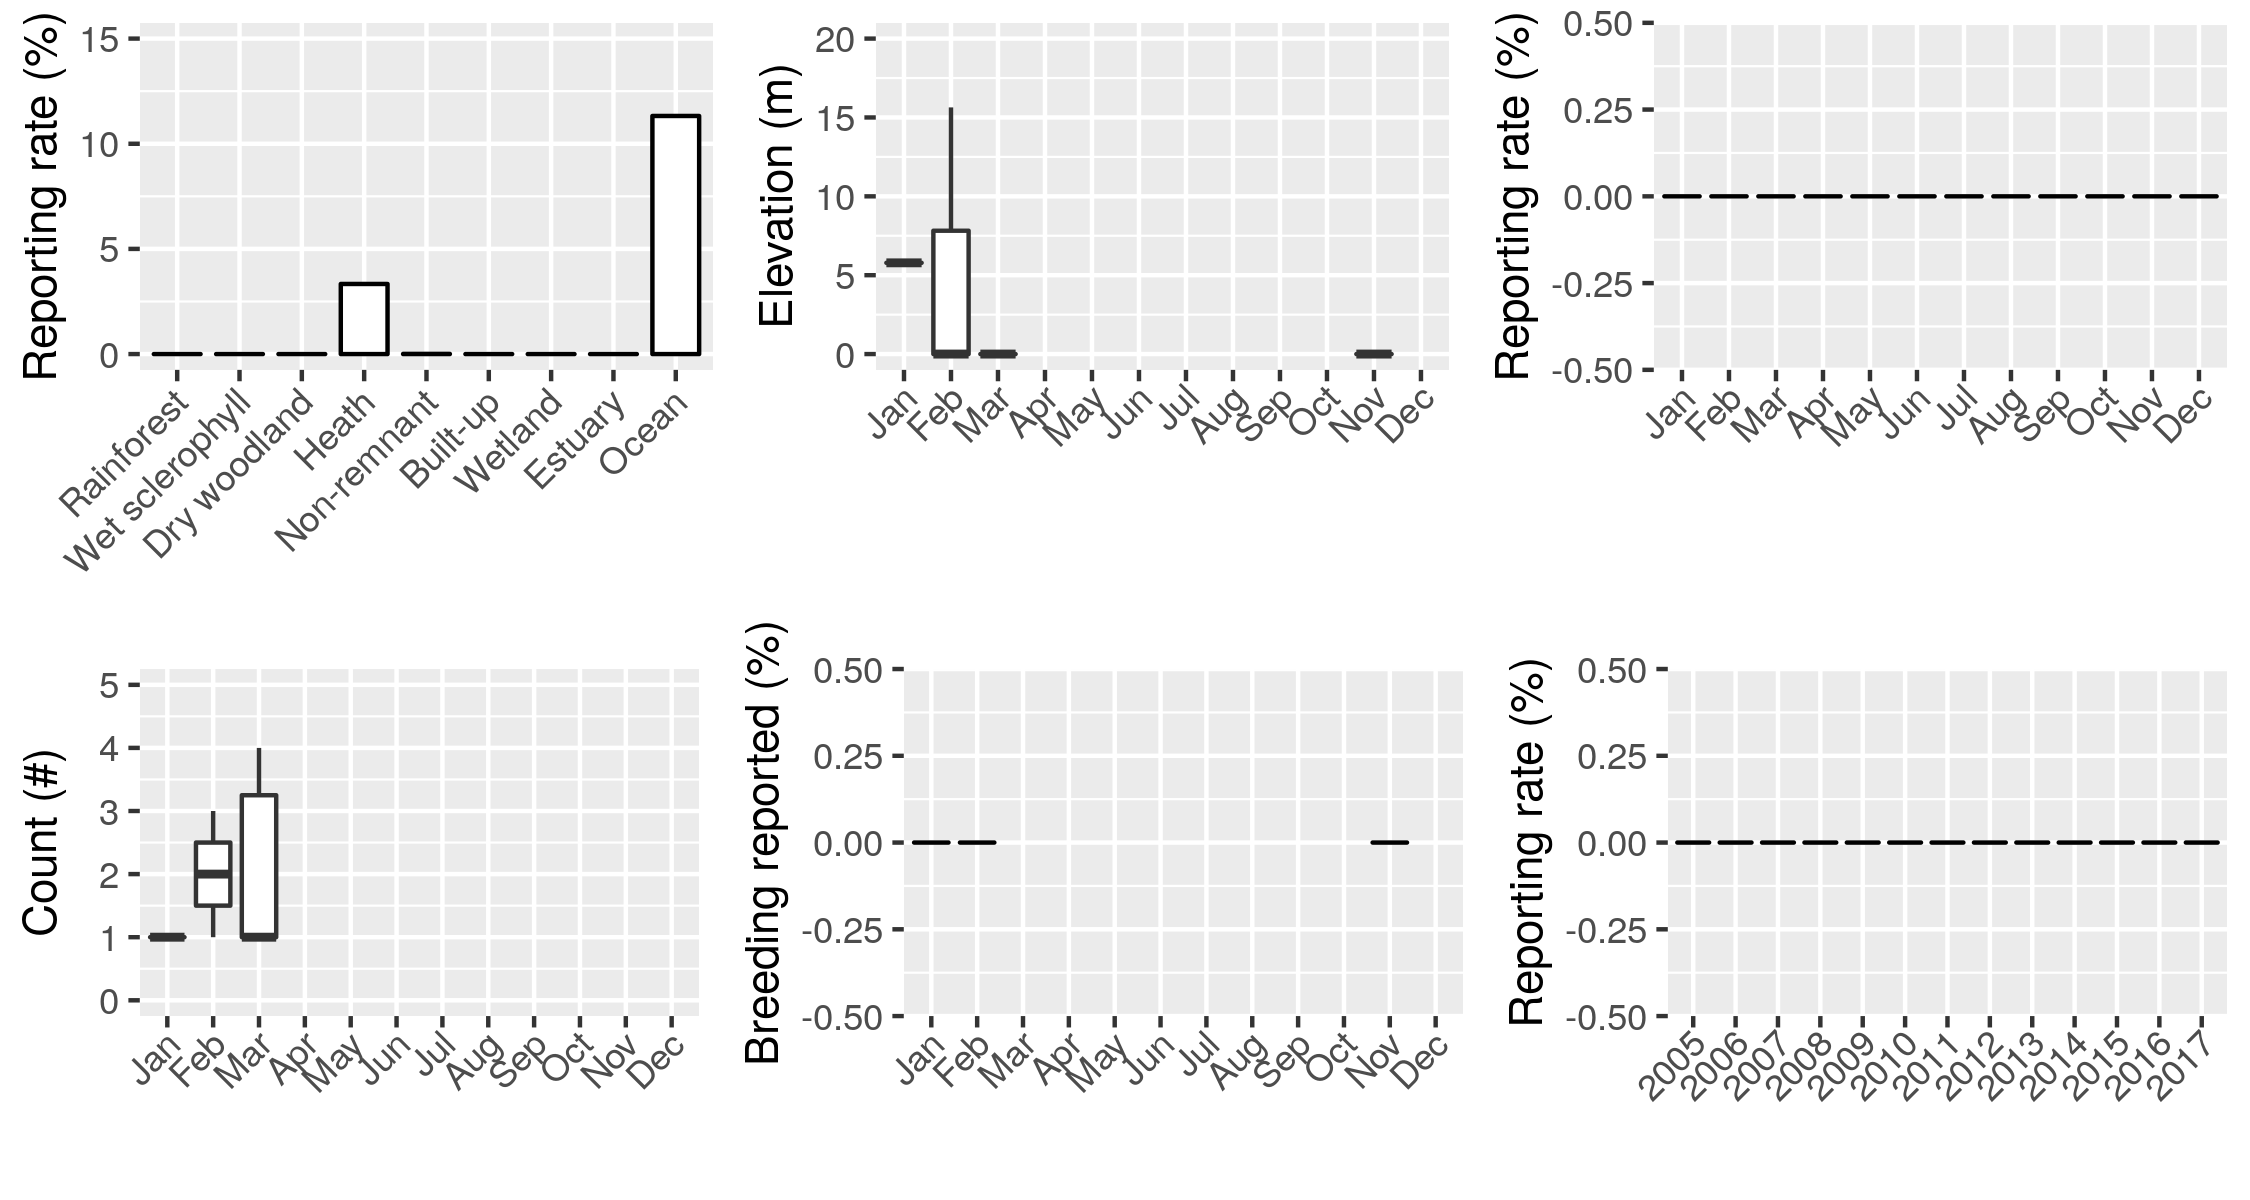 Reporting rate (%)
15
10
5
0
Rainforest
Wet sclerophyll
Dry woodland
Heath
Non-remnant
Built-up
Wetland
Estuary
Ocean
Elevation (m)
20
15
10
5
0
Jan
Feb
Mar
Apr
May
Jun
Jul
Aug
Sep
Oct
Nov
Dec
Reporting rate (%)
0.50
0.25
0.00
-0.25
-0.50
Jan
Feb
Mar
Apr
May
Jun
Jul
Aug
Sep
Oct
Nov
Dec
Count (#)
5
4
3
2
1
0
Jan
Feb
Mar
Apr
May
Jun
Jul
Aug
Sep
Oct
Nov
Dec
Breeding reported (%)
0.50
0.25
0.00
-0.25
-0.50
Jan
Feb
Mar
Apr
May
Jun
Jul
Aug
Sep
Oct
Nov
Dec
Reporting rate (%)
0.50
0.25
0.00
-0.25
-0.50
2005
2006
2007
2008
2009
2010
2011
2012
2013
2014
2015
2016
2017